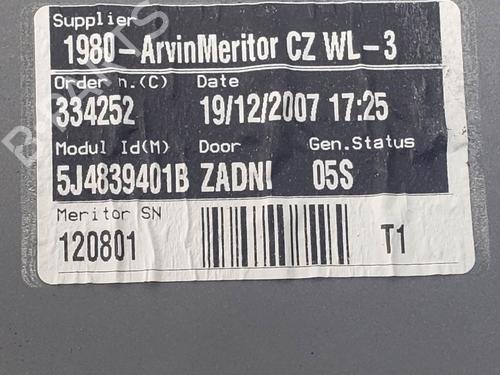 Supplier
1980-ArvinMeritor CZ WL-3
Order n.(C) Date
334252 19/12/2007 17:25
Modul Id(M) Door Gen.Status
5J4839401B ZADNI 05S
Meritor SN
120801 T1